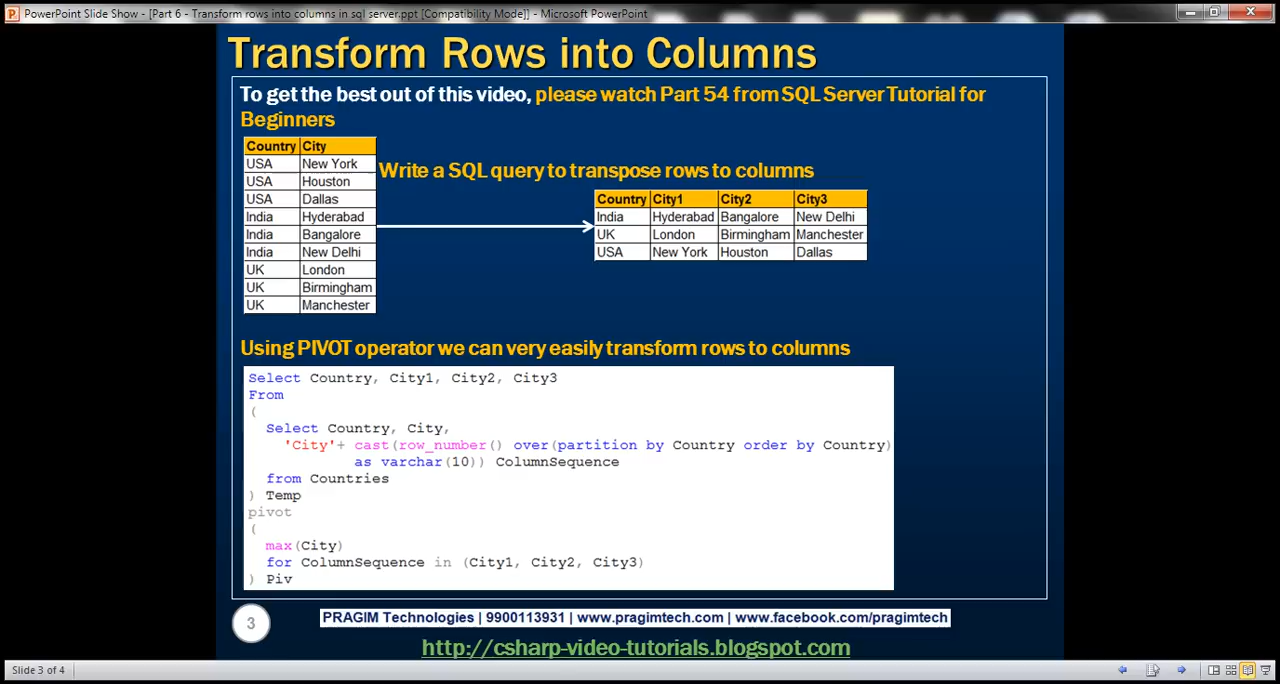 PowerPoint Slide Show - [Part 6 - Transform rows into columns in sql server.ppt [Compatibility Mode]] - Microsoft PowerPoint
Transform Rows into Columns
To get the best out of this video, please watch Part 54 from SQL Server Tutorial for
Beginners
Country City
USA New York
USA Houston
USA Dallas
India Hyderabad
India Bangalore
India New Delhi
UK London
UK Birmingham
UK Manchester
Write a SQL query to transpose rows to columns
Country City1 City2 City3
India Hyderabad Bangalore New Delhi
UK London Birmingham Manchester
USA New York Houston Dallas
Using PIVOT operator we can very easily transform rows to columns
Select Country, City1, City2, City3
From
(
Select Country, City,
'City'+ cast(row_number() over(partition by Country order by Country)
as varchar(10)) ColumnSequence
from Countries
) Temp
pivot
(
max(City)
for ColumnSequence in (City1, City2, City3)
) Piv
3
PRAGIM Technologies | 9900113931 | www.pragimtech.com | www.facebook.com/pragimtech
http://csharp-video-tutorials.blogspot.com
Slide 3 of 4